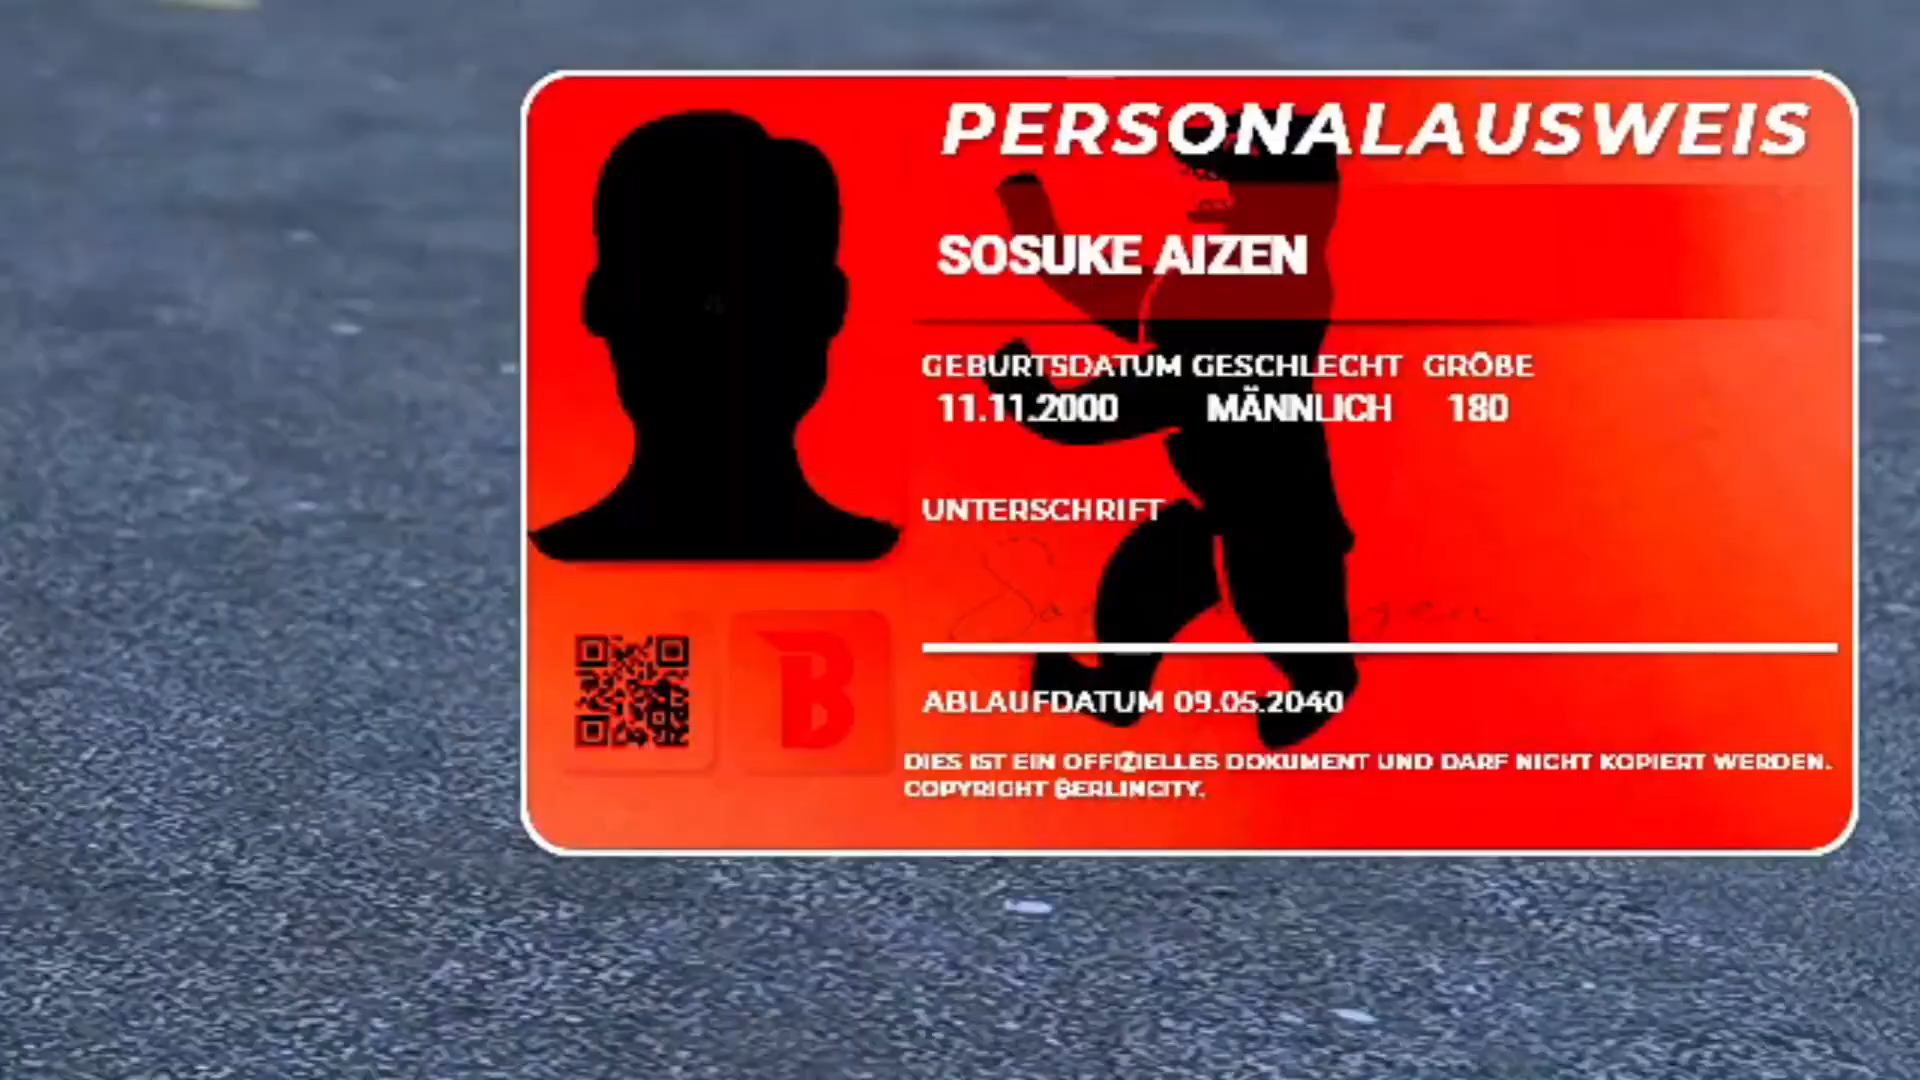 PERSONALAUSWEIS
SOSUKE AIZEN
GEBURTSDATUM GESCHLECHT GRÖßE
11.11.2000 MÄNNLICH 180
UNTERSCHRIFT
B
ABLAUFDATUM 09.05.2040
DIES IST EIN OFFIZIELLES DOKUMENT UND DARF NICHT KOPIERT WERDEN.
COPYRIGHT BERLINCITY.